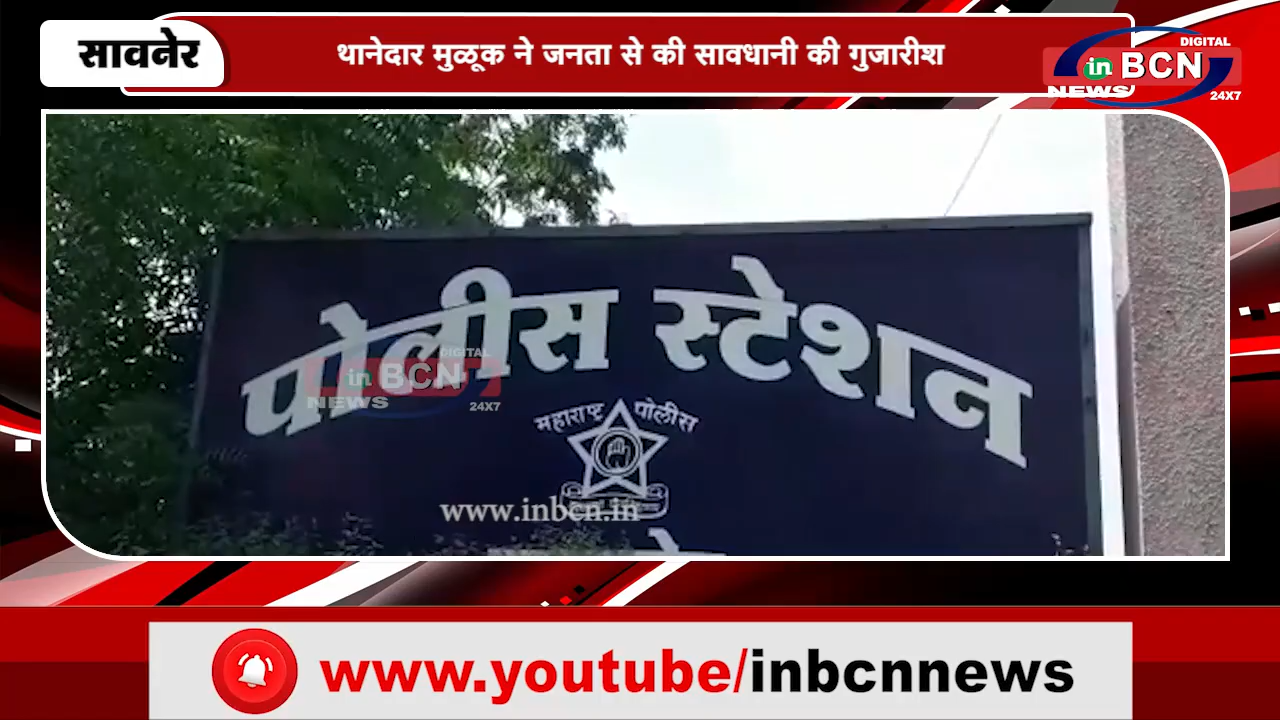 सावनेर
थानेदार मुळूक ने जनता से की सावधानी की गुजारीश
DIGITAL
in BCN
NEWS
24X7
पोलीस स्टेशन
DIGITAL
in BCN
NEWS
24X7
महाराष्ट्र पोलीस
www.inbcn.in
www.youtube/inbcnnews